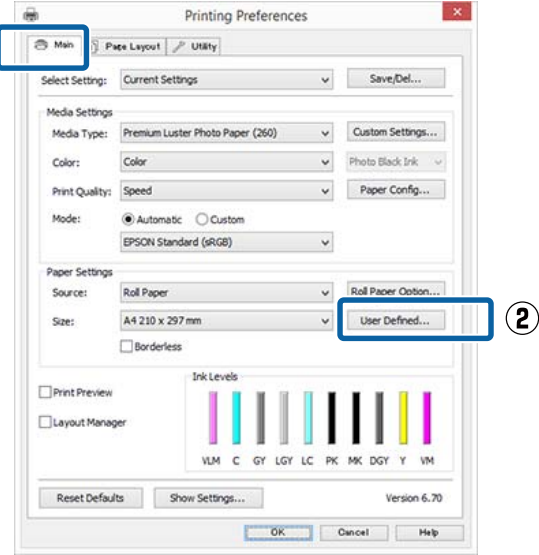 Printing Preferences
Main Page Layout Utility
Select Setting: Current Settings Save/Del...
Media Settings
Media Type: Premium Luster Photo Paper (260) Custom Settings...
Color: Color Photo Black Ink
Print Quality: Speed Paper Config...
Mode: Automatic Custom
EPSON Standard (sRGB)
Paper Settings
Source: Roll Paper Roll Paper Option...
Size: A4 210 x 297 mm User Defined... 2
Borderless
Ink Levels
Print Preview
Layout Manager
VLM C GY LGY LC PK MK DGY Y VM
Reset Defaults Show Settings... Version 6.70
OK Cancel Help